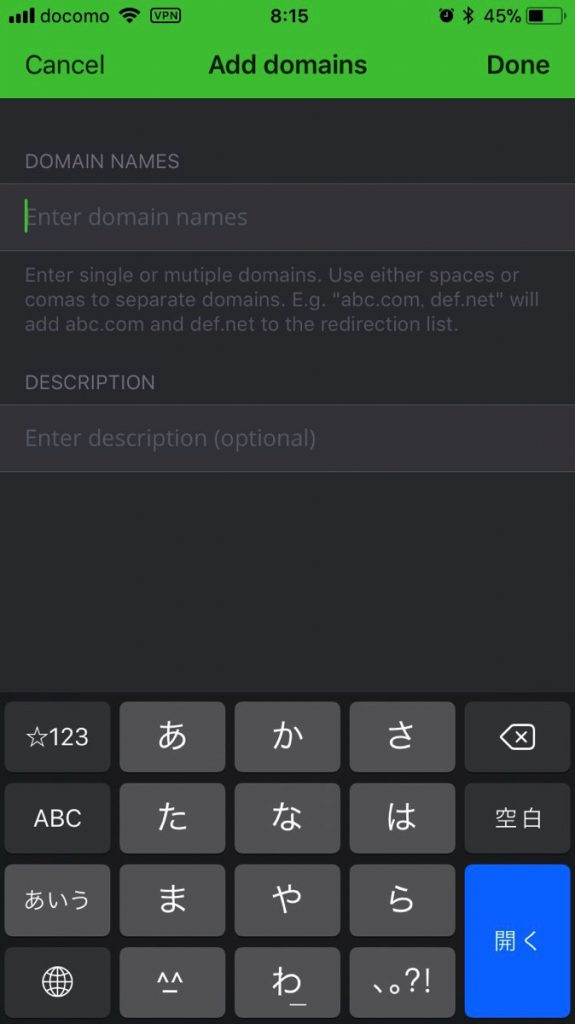 docomo VPN 8:15 45%
Cancel Add domains Done
DOMAIN NAMES
Enter domain names
Enter single or mutiple domains. Use either spaces or
comas to separate domains. E.g. "abc.com, def.net" will
add abc.com and def.net to the redirection list.
DESCRIPTION
Enter description (optional)
☆123 あ か さ
ABC た な は 空白
あいう ま や ら 開く
^_^ わ_ 、。?!